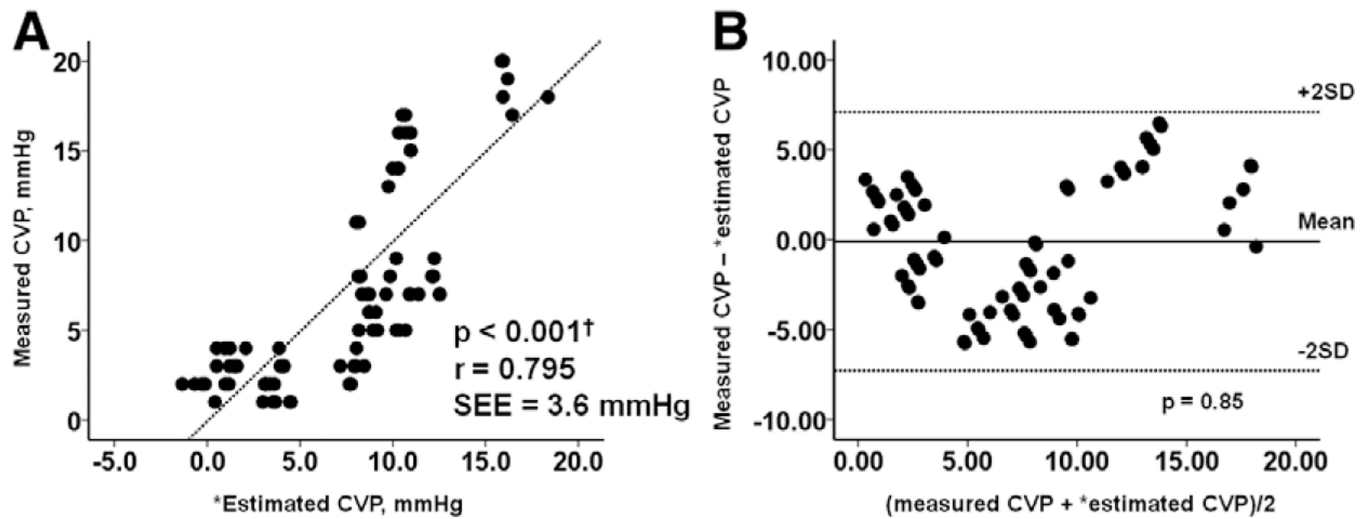 A
Measured CVP, mmHg
20
15
10
5
0
p < 0.001†
r = 0.795
SEE = 3.6 mmHg
-5.0 0.0 5.0 10.0 15.0 20.0
*Estimated CVP, mmHg
B
Measured CVP – *estimated CVP
10.00
5.00
0.00
-5.00
-10.00
+2SD
Mean
-2SD
p = 0.85
0.00 5.00 10.00 15.00 20.00
(measured CVP + *estimated CVP)/2